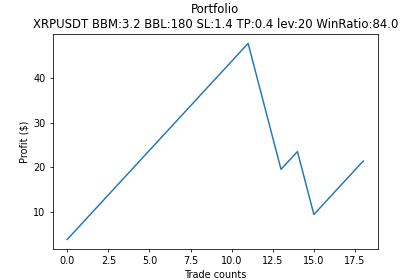 Portfolio
XRPUSDT BBM:3.2 BBL:180 SL:1.4 TP:0.4 lev:20 WinRatio:84.0
Profit ($)
40
30
20
10
0.0 2.5 5.0 7.5 10.0 12.5 15.0 17.5
Trade counts